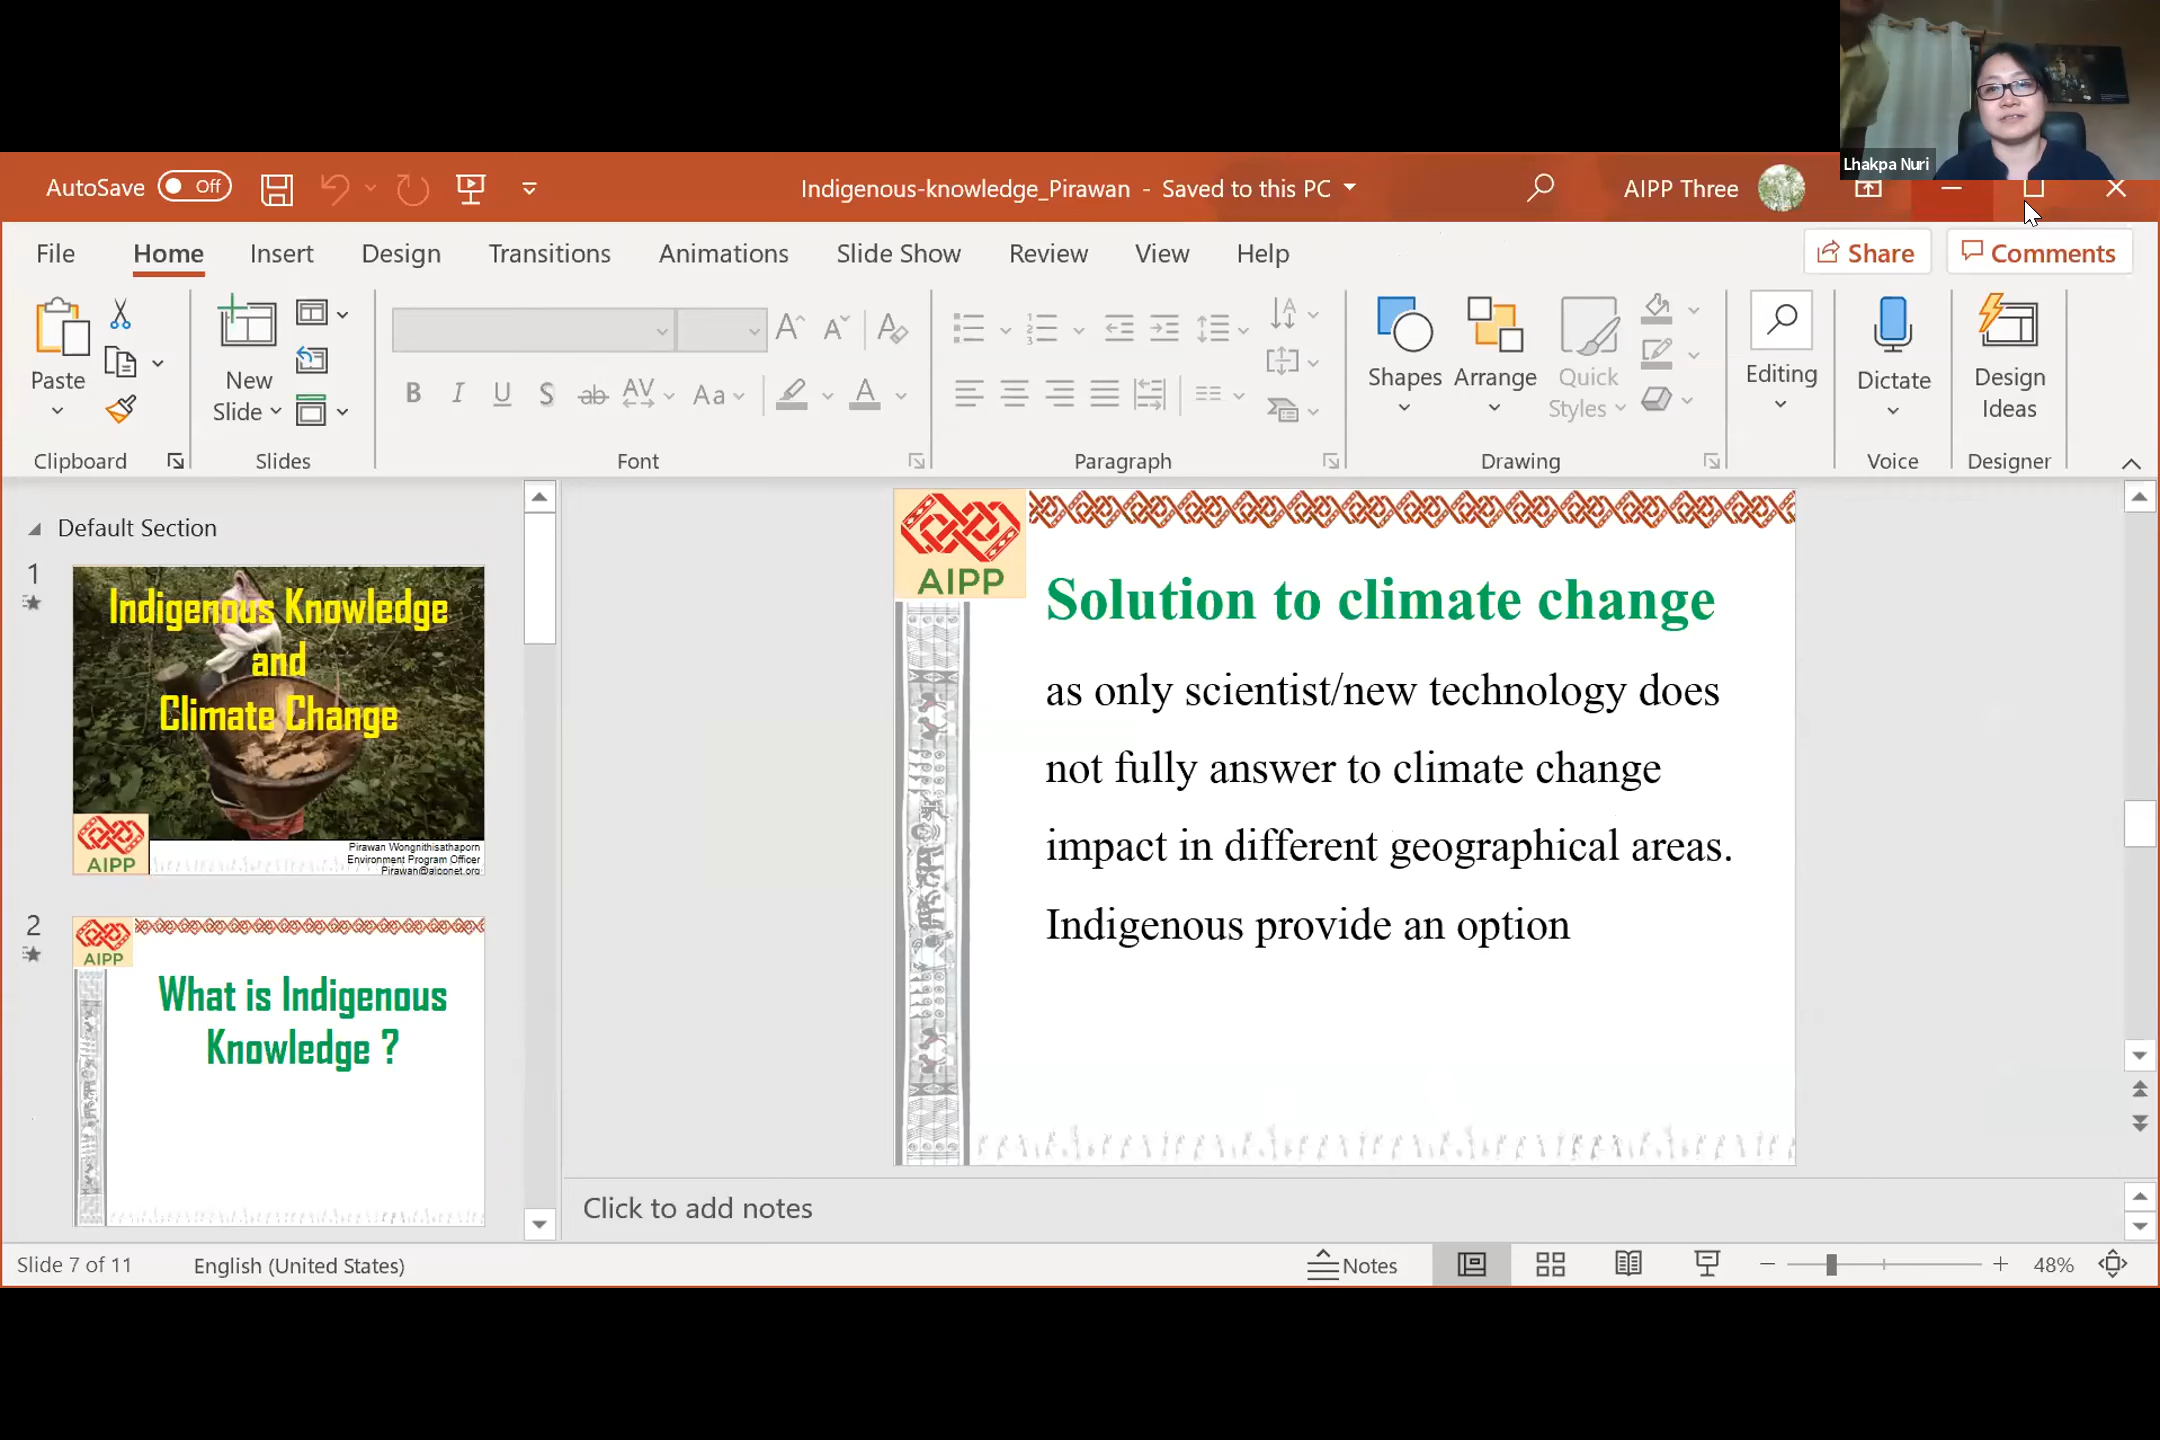 Lhakpa Nuri
AutoSave Off
Indigenous-knowledge_Pirawan - Saved to this PC
AIPP Three
File Home Insert Design Transitions Animations Slide Show Review View Help
Share Comments
Paste
New
Slide
Shapes Arrange Quick
Styles
Editing
Dictate
Design
Ideas
Clipboard Slides Font Paragraph Drawing Voice Designer
Default Section
1
Indigenous Knowledge
and
Climate Change
AIPP
Pirawan Wongnithisathaporn
Environment Program Officer
Pirawan@aippnet.org
2
AIPP
What is Indigenous
Knowledge ?
AIPP
Solution to climate change
as only scientist/new technology does
not fully answer to climate change
impact in different geographical areas.
Indigenous provide an option
Click to add notes
Slide 7 of 11 English (United States) Notes 48%